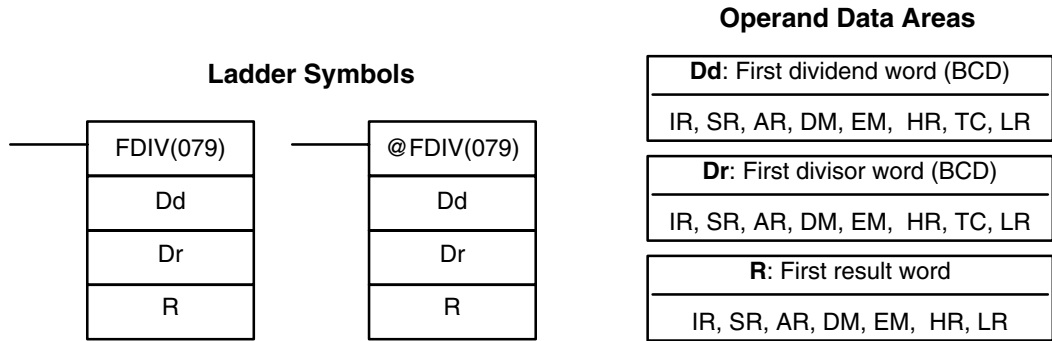 Ladder Symbols
FDIV(079)
Dd
Dr
R
@FDIV(079)
Dd
Dr
R
Operand Data Areas
Dd: First dividend word (BCD)
IR, SR, AR, DM, EM, HR, TC, LR
Dr: First divisor word (BCD)
IR, SR, AR, DM, EM, HR, TC, LR
R: First result word
IR, SR, AR, DM, EM, HR, LR